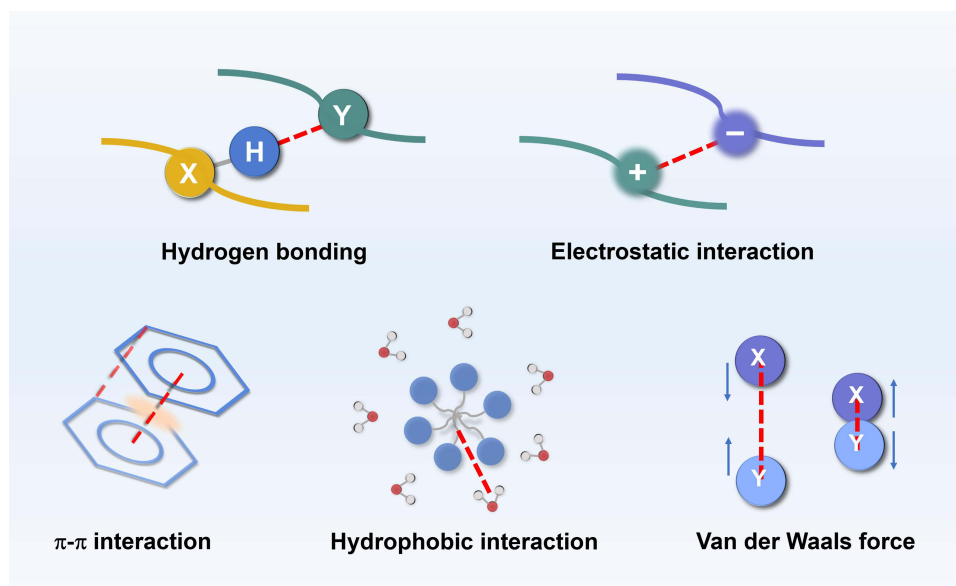 Y
H
X
Hydrogen bonding
−
+
Electrostatic interaction
π-π interaction
Hydrophobic interaction
X
X
Y
Y
Van der Waals force